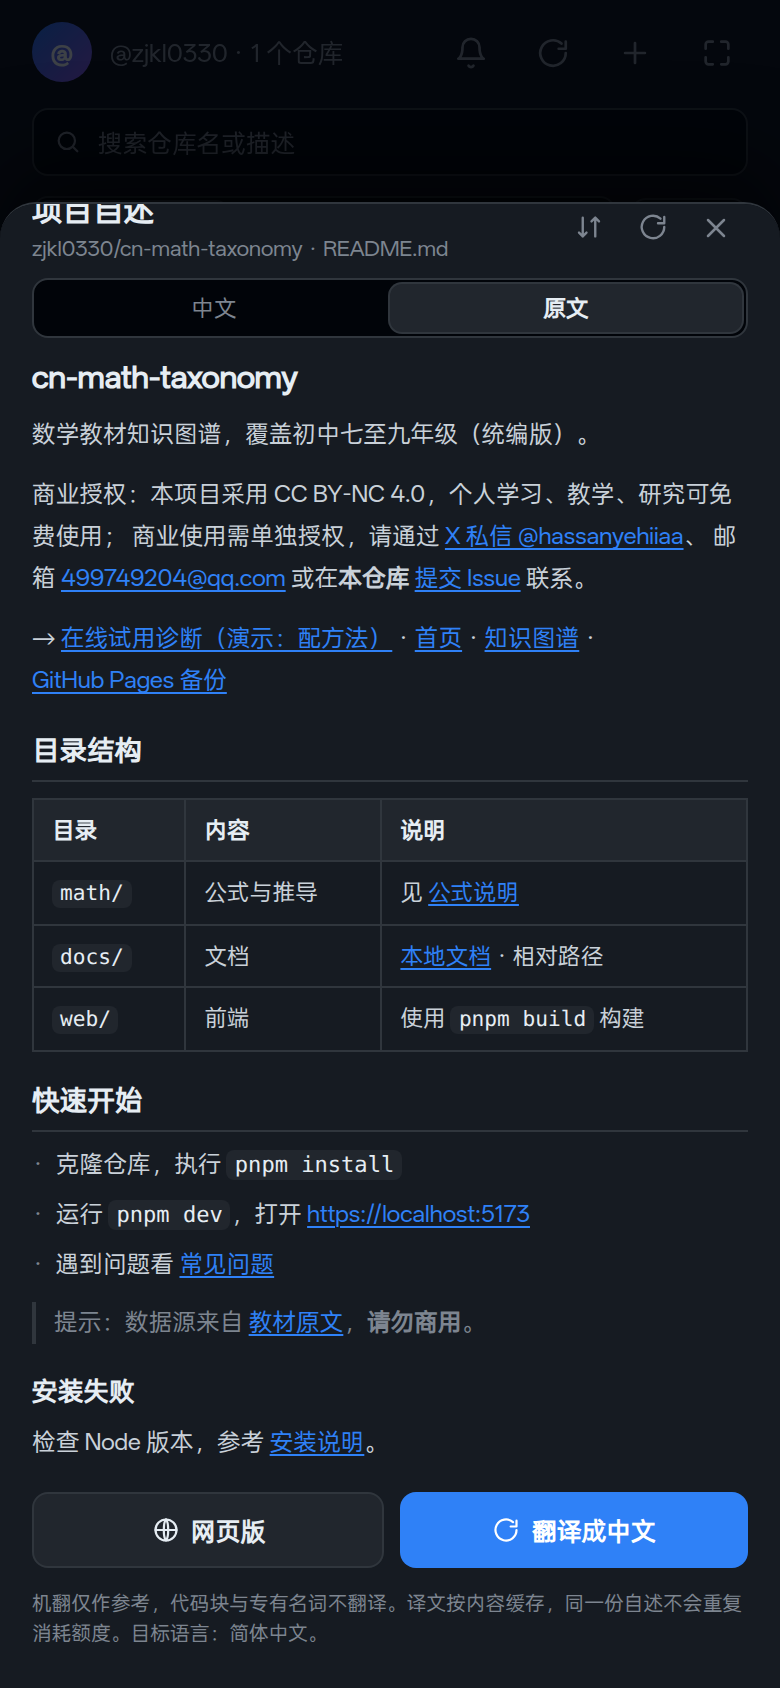 @ @zjkl0330 · 1 个仓库
搜索仓库名或描述
项目自述
zjkl0330/cn-math-taxonomy · README.md
中文 原文
cn-math-taxonomy
数学教材知识图谱，覆盖初中七至九年级（统编版）。
商业授权：本项目采用 CC BY-NC 4.0，个人学习、教学、研究可免
费使用； 商业使用需单独授权，请通过 X 私信 @hassanyehiiaa、 邮
箱 499749204@qq.com 或在本仓库 提交 Issue 联系。
→ 在线试用诊断（演示：配方法） · 首页 · 知识图谱 ·
GitHub Pages 备份
目录结构
目录 内容 说明
math/ 公式与推导 见 公式说明
docs/ 文档 本地文档 · 相对路径
web/ 前端 使用 pnpm build 构建
快速开始
· 克隆仓库，执行 pnpm install
· 运行 pnpm dev，打开 https://localhost:5173
· 遇到问题看 常见问题
提示：数据源来自 教材原文，请勿商用。
安装失败
检查 Node 版本，参考 安装说明。
网页版 翻译成中文
机翻仅作参考，代码块与专有名词不翻译。译文按内容缓存，同一份自述不会重复
消耗额度。目标语言：简体中文。